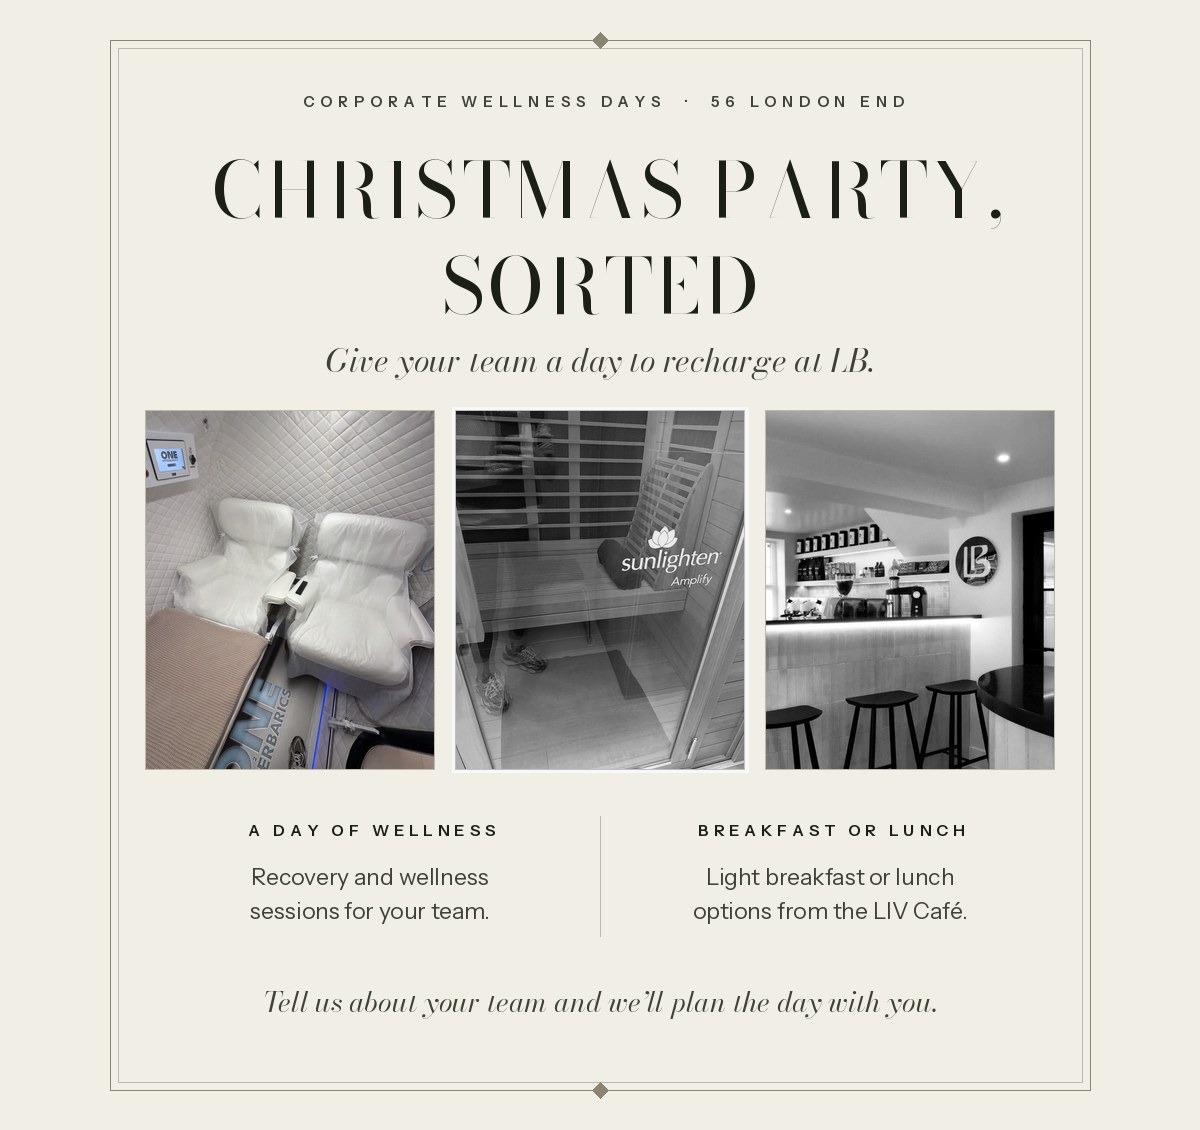 CORPORATE WELLNESS DAYS · 56 LONDON END
CHRISTMAS PARTY,
SORTED
Give your team a day to recharge at LB.
ONE
sunlighten
Amplify
LB
ONE
A DAY OF WELLNESS
BREAKFAST OR LUNCH
Recovery and wellness
sessions for your team.
Light breakfast or lunch
options from the LIV Café.
Tell us about your team and we’ll plan the day with you.